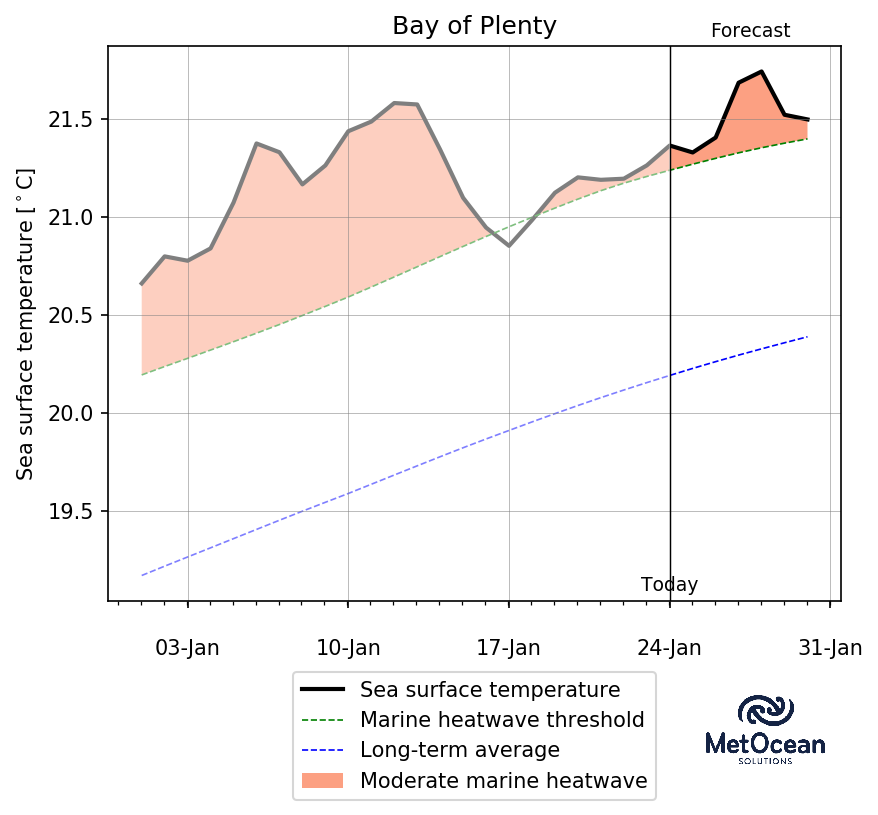 Bay of Plenty
Forecast
Sea surface temperature [°C]
21.5
21.0
20.5
20.0
19.5
Today
03-Jan 10-Jan 17-Jan 24-Jan 31-Jan
Sea surface temperature
Marine heatwave threshold
Long-term average
Moderate marine heatwave
MetOcean
SOLUTIONS